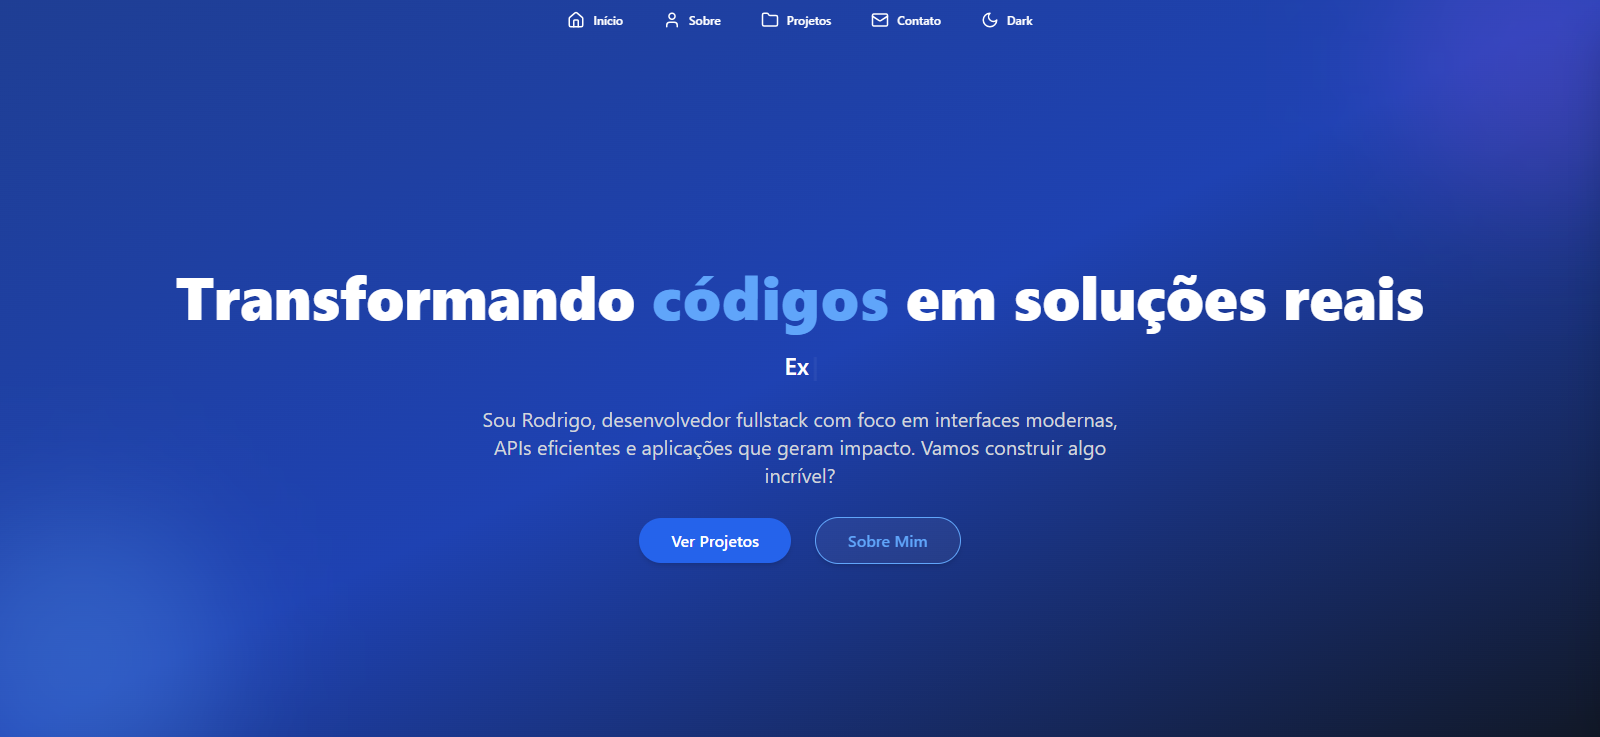 Início Sobre Projetos Contato Dark
Transformando códigos em soluções reais
Ex
Sou Rodrigo, desenvolvedor fullstack com foco em interfaces modernas,
APIs eficientes e aplicações que geram impacto. Vamos construir algo
incrível?
Ver Projetos Sobre Mim